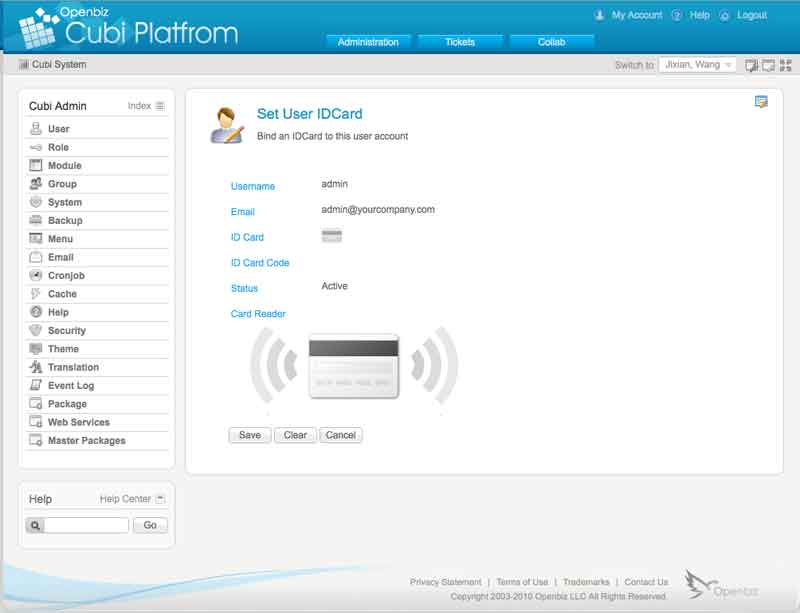 Openbiz
Cubi Platfrom
My Account Help Logout
Administration Tickets Collab
Cubi System
Switch to Jixian, Wang
Cubi Admin Index
User
Role
Module
Group
System
Backup
Menu
Email
Cronjob
Cache
Help
Security
Theme
Translation
Event Log
Package
Web Services
Master Packages
Set User IDCard
Bind an IDCard to this user account
Username admin
Email admin@yourcompany.com
ID Card
ID Card Code
Status Active
Card Reader
Save Clear Cancel
Help Help Center
Go
Privacy Statement | Terms of Use | Trademarks | Contact Us
Copyright 2003-2010 Openbiz LLC All Rights Reserved.
Openbiz